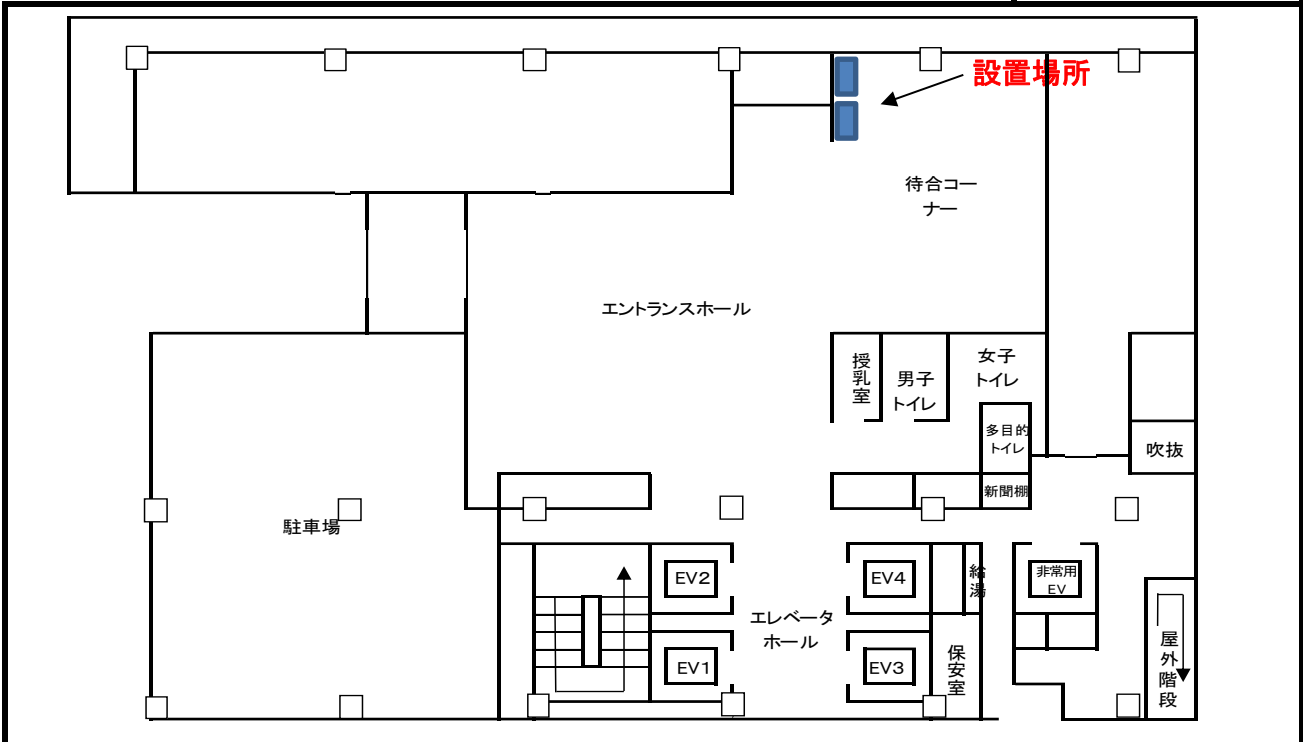 設置場所
待合コー
ナー
エントランスホール
授乳室
男子
トイレ
女子
トイレ
多目的
トイレ
吹抜
新聞棚
駐車場
EV2
EV4
給湯
非常用
EV
エレベータ
ホール
EV1
EV3
保安室
屋外階段